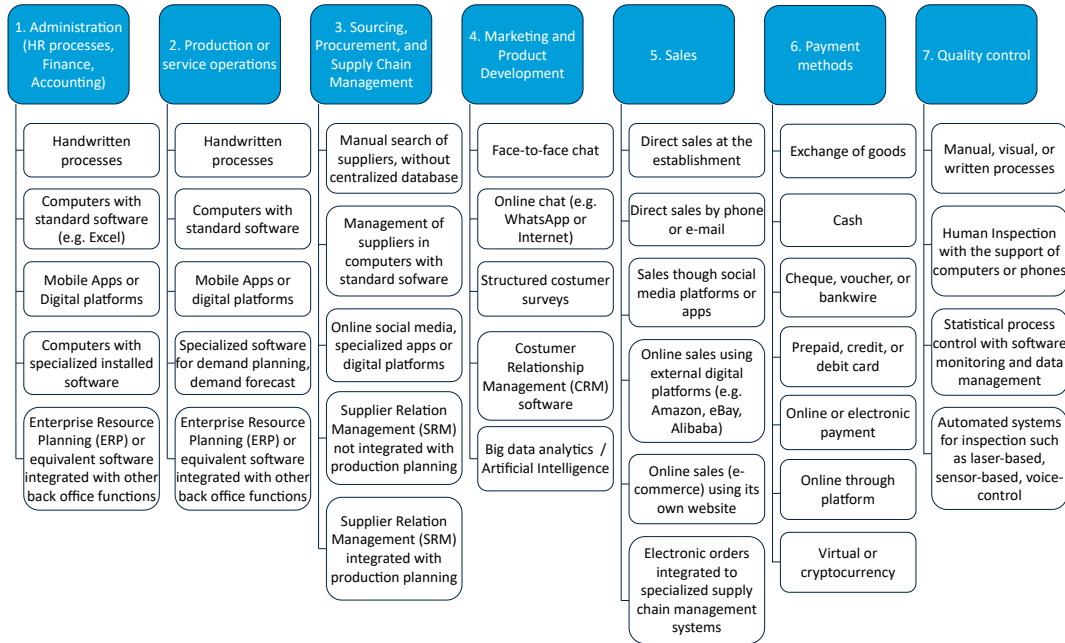 1. Administration
(HR processes,
Finance,
Accounting)
Handwritten
processes
Computers with
standard software
(e.g. Excel)
Mobile Apps or
Digital platforms
Computers with
specialized installed
software
Enterprise Resource
Planning (ERP) or
equivalent software
integrated with other
back office functions
2. Production or
service operations
Handwritten
processes
Computers with
standard software
Mobile Apps or
digital platforms
Specialized software
for demand planning,
demand forecast
Enterprise Resource
Planning (ERP) or
equivalent software
integrated with other
back office functions
3. Sourcing,
Procurement, and
Supply Chain
Management
Manual search of
suppliers, without
centralized database
Management of
suppliers in
computers with
standard sofware
Online social media,
specialized apps or
digital platforms
Supplier Relation
Management (SRM)
not integrated with
production planning
Supplier Relation
Management (SRM)
integrated with
production planning
4. Marketing and
Product
Development
Face-to-face chat
Online chat (e.g.
WhatsApp or
Internet)
Structured costumer
surveys
Costumer
Relationship
Management (CRM)
software
Big data analytics /
Artificial Intelligence
5. Sales
Direct sales at the
establishment
Direct sales by phone
or e-mail
Sales though social
media platforms or
apps
Online sales using
external digital
platforms (e.g.
Amazon, eBay,
Alibaba)
Online sales (e-
commerce) using its
own website
Electronic orders
integrated to
specialized supply
chain management
systems
6. Payment
methods
Exchange of goods
Cash
Cheque, voucher, or
bankwire
Prepaid, credit, or
debit card
Online or electronic
payment
Online through
platform
Virtual or
cryptocurrency
7. Quality control
Manual, visual, or
written processes
Human Inspection
with the support of
computers or phones
Statistical process
control with software
monitoring and data
management
Automated systems
for inspection such
as laser-based,
sensor-based, voice-
control